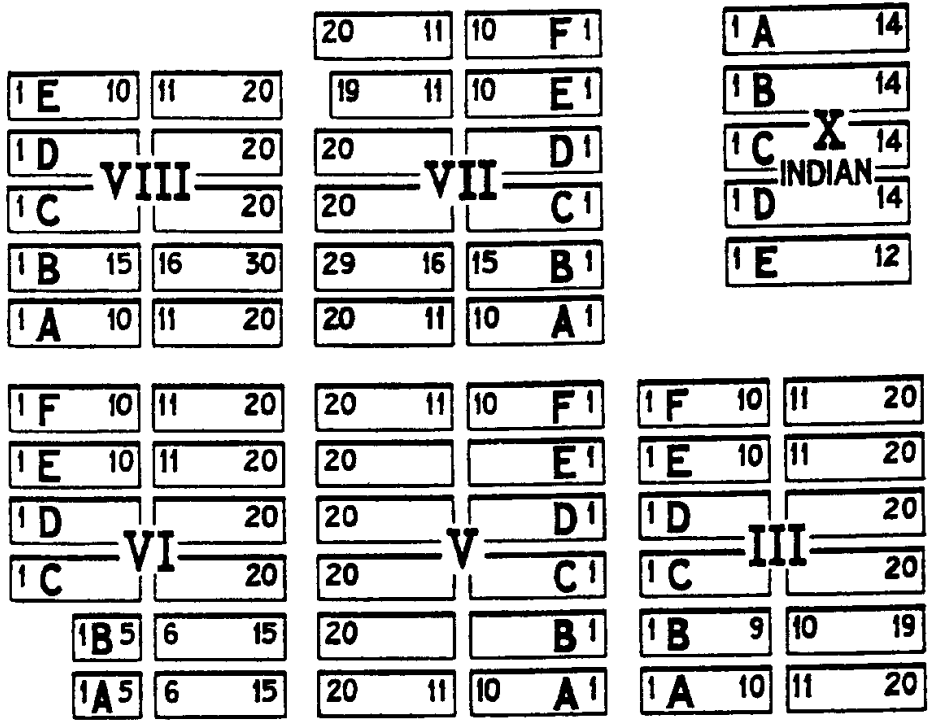 20 11 10 F 1
1 A 14
1 E 10 11 20
19 11 10 E 1
1 B 14
1 D 20
20 D 1
1 C 14
VIII
VII
X
INDIAN
1 C 20
20 C 1
1 D 14
1 B 15 16 30
29 16 15 B 1
1 E 12
1 A 10 11 20
20 11 10 A 1
1 F 10 11 20
20 11 10 F 1
1 F 10 11 20
1 E 10 11 20
20 E 1
1 E 10 11 20
1 D 20
20 D 1
1 D 20
VI
V
III
1 C 20
20 C 1
1 C 20
1 B 5 6 15
20 B 1
1 B 9 10 19
1 A 5 6 15
20 11 10 A 1
1 A 10 11 20